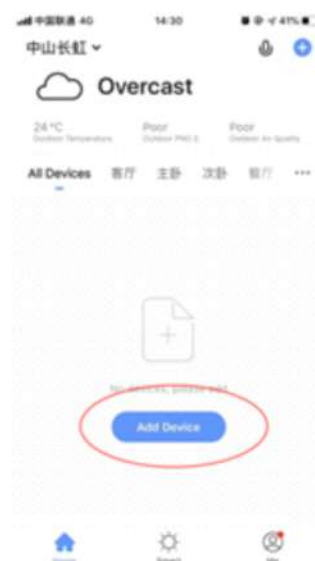 中国联通 4G 14:30 41%
中山长虹
Overcast
24 °C Poor Poor
Outdoor Temperature Outdoor PM2.5 Outdoor Air Quality
All Devices 客厅 主卧 次卧 餐厅 •••
No devices, please add
Add Device